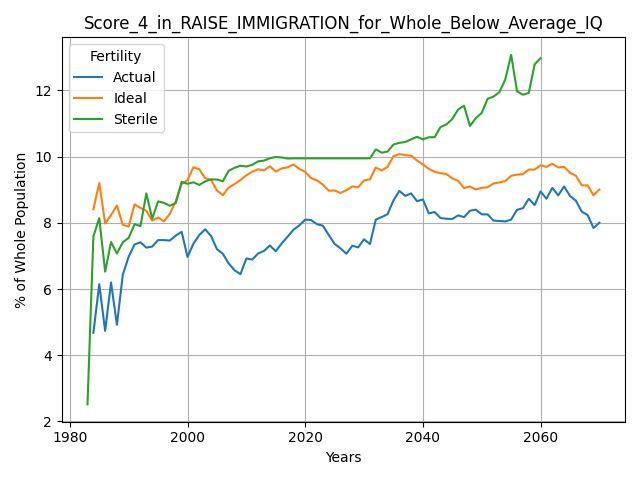 Score_4_in_RAISE_IMMIGRATION_for_Whole_Below_Average_IQ
Fertility
Actual
Ideal
Sterile
% of Whole Population
12
10
8
6
4
2
1980
2000
2020
2040
2060
Years